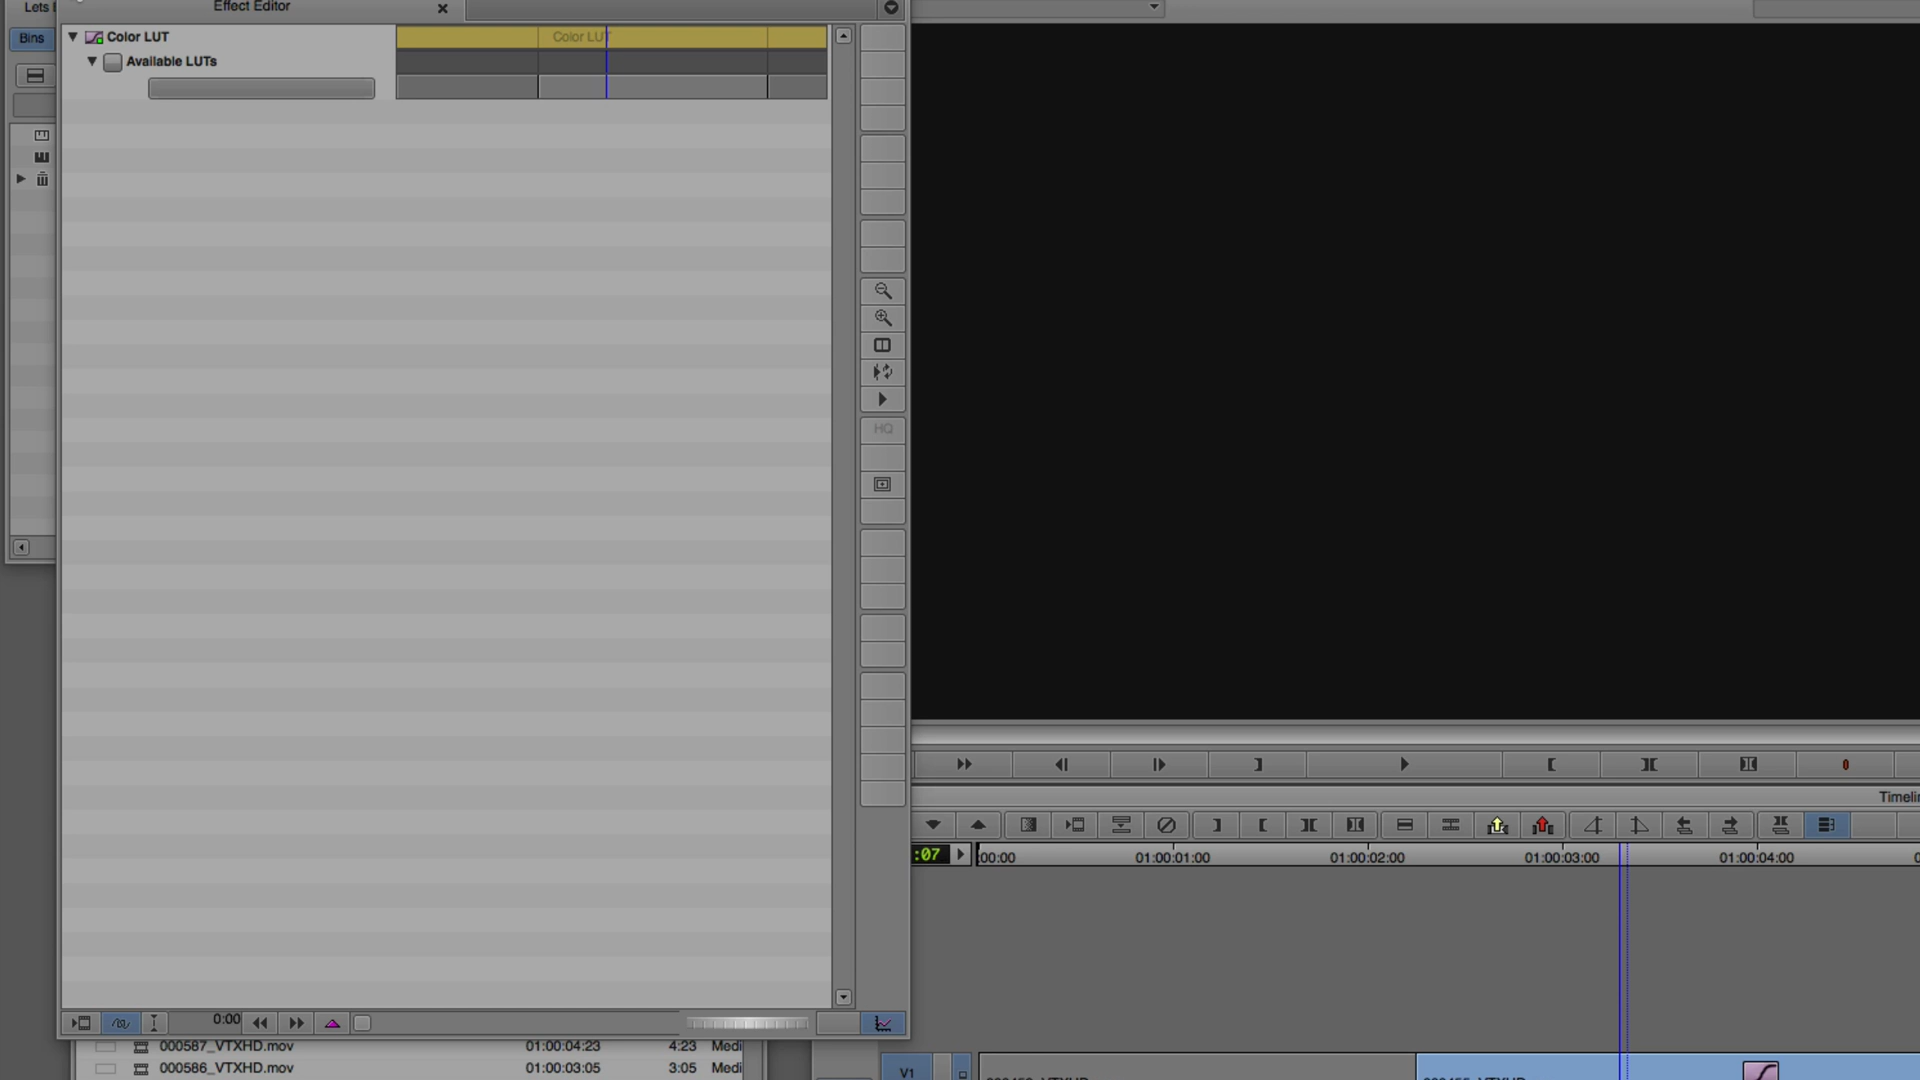 Lets
Effect Editor
Bins
Color LUT
Color LUT
Available LUTs
HQ
0
Timelin
:07
:00:00
01:00:01:00
01:00:02:00
01:00:03:00
01:00:04:00
0:00
000587_VTXHD.mov 01:00:04:23 4:23 Medi
000586_VTXHD.mov 01:00:03:05 3:05 Medi
V1